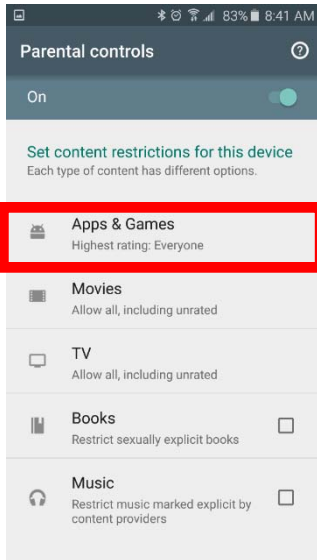 83% 8:41 AM
Parental controls
On
Set content restrictions for this device
Each type of content has different options.
Apps & Games
Highest rating: Everyone
Movies
Allow all, including unrated
TV
Allow all, including unrated
Books
Restrict sexually explicit books
Music
Restrict music marked explicit by
content providers